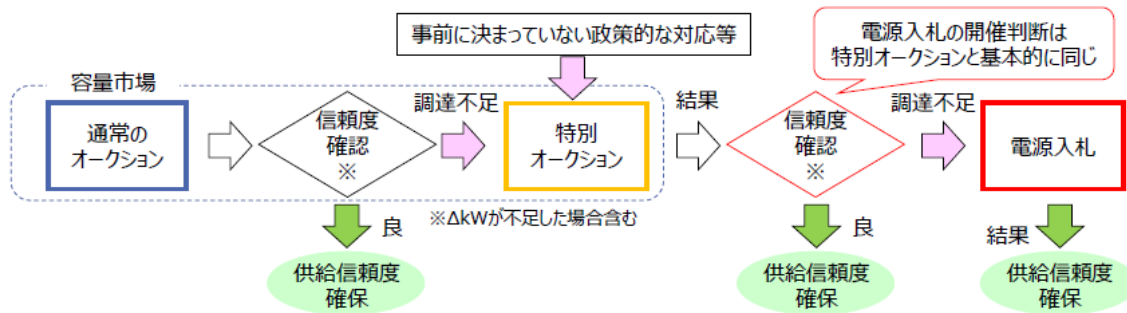 事前に決まっていない政策的な対応等
電源入札の開催判断は
特別オークションと基本的に同じ
容量市場
通常の
オークション
信頼度
確認
※
調達不足
特別
オークション
結果
信頼度
確認
※
調達不足
電源入札
良
※ΔkWが不足した場合含む
良
結果
供給信頼度
確保
供給信頼度
確保
供給信頼度
確保